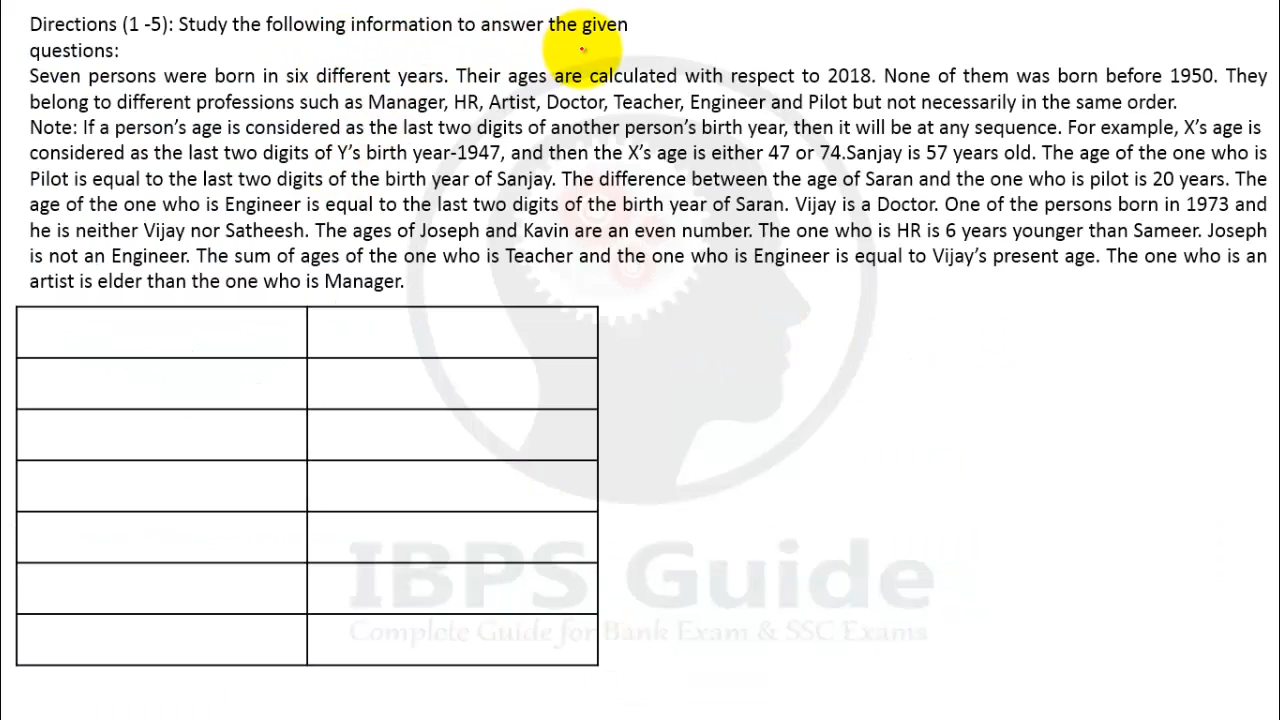 Directions (1 -5): Study the following information to answer the given
questions:
Seven persons were born in six different years. Their ages are calculated with respect to 2018. None of them was born before 1950. They
belong to different professions such as Manager, HR, Artist, Doctor, Teacher, Engineer and Pilot but not necessarily in the same order.
Note: If a person's age is considered as the last two digits of another person's birth year, then it will be at any sequence. For example, X's age is
considered as the last two digits of Y's birth year-1947, and then the X's age is either 47 or 74.Sanjay is 57 years old. The age of the one who is
Pilot is equal to the last two digits of the birth year of Sanjay. The difference between the age of Saran and the one who is pilot is 20 years. The
age of the one who is Engineer is equal to the last two digits of the birth year of Saran. Vijay is a Doctor. One of the persons born in 1973 and
he is neither Vijay nor Satheesh. The ages of Joseph and Kavin are an even number. The one who is HR is 6 years younger than Sameer. Joseph
is not an Engineer. The sum of ages of the one who is Teacher and the one who is Engineer is equal to Vijay's present age. The one who is an
artist is elder than the one who is Manager.
IBPS Guide
Complete Guide for Bank Exam & SSC Exams